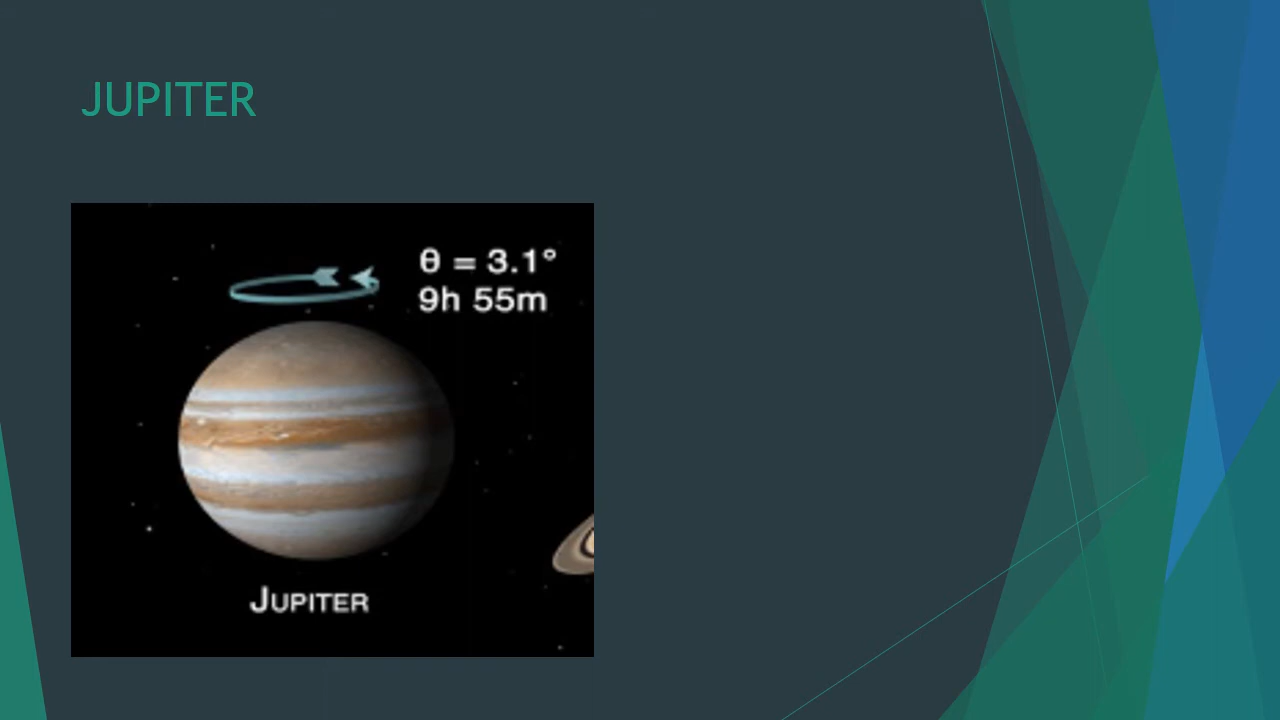 JUPITER
θ = 3.1°
9h 55m
JUPITER